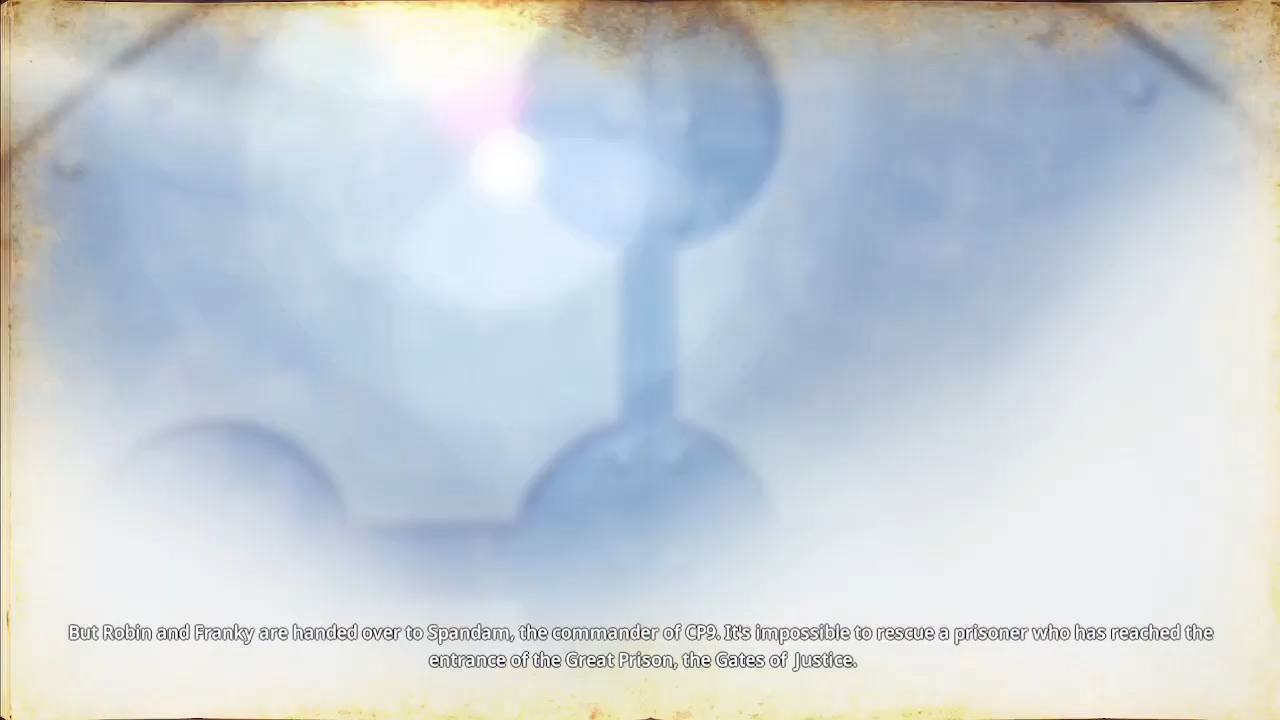 But Robin and Franky are handed over to Spandam, the commander of CP9. It's impossible to rescue a prisoner who has reached the
entrance of the Great Prison, the Gates of Justice.